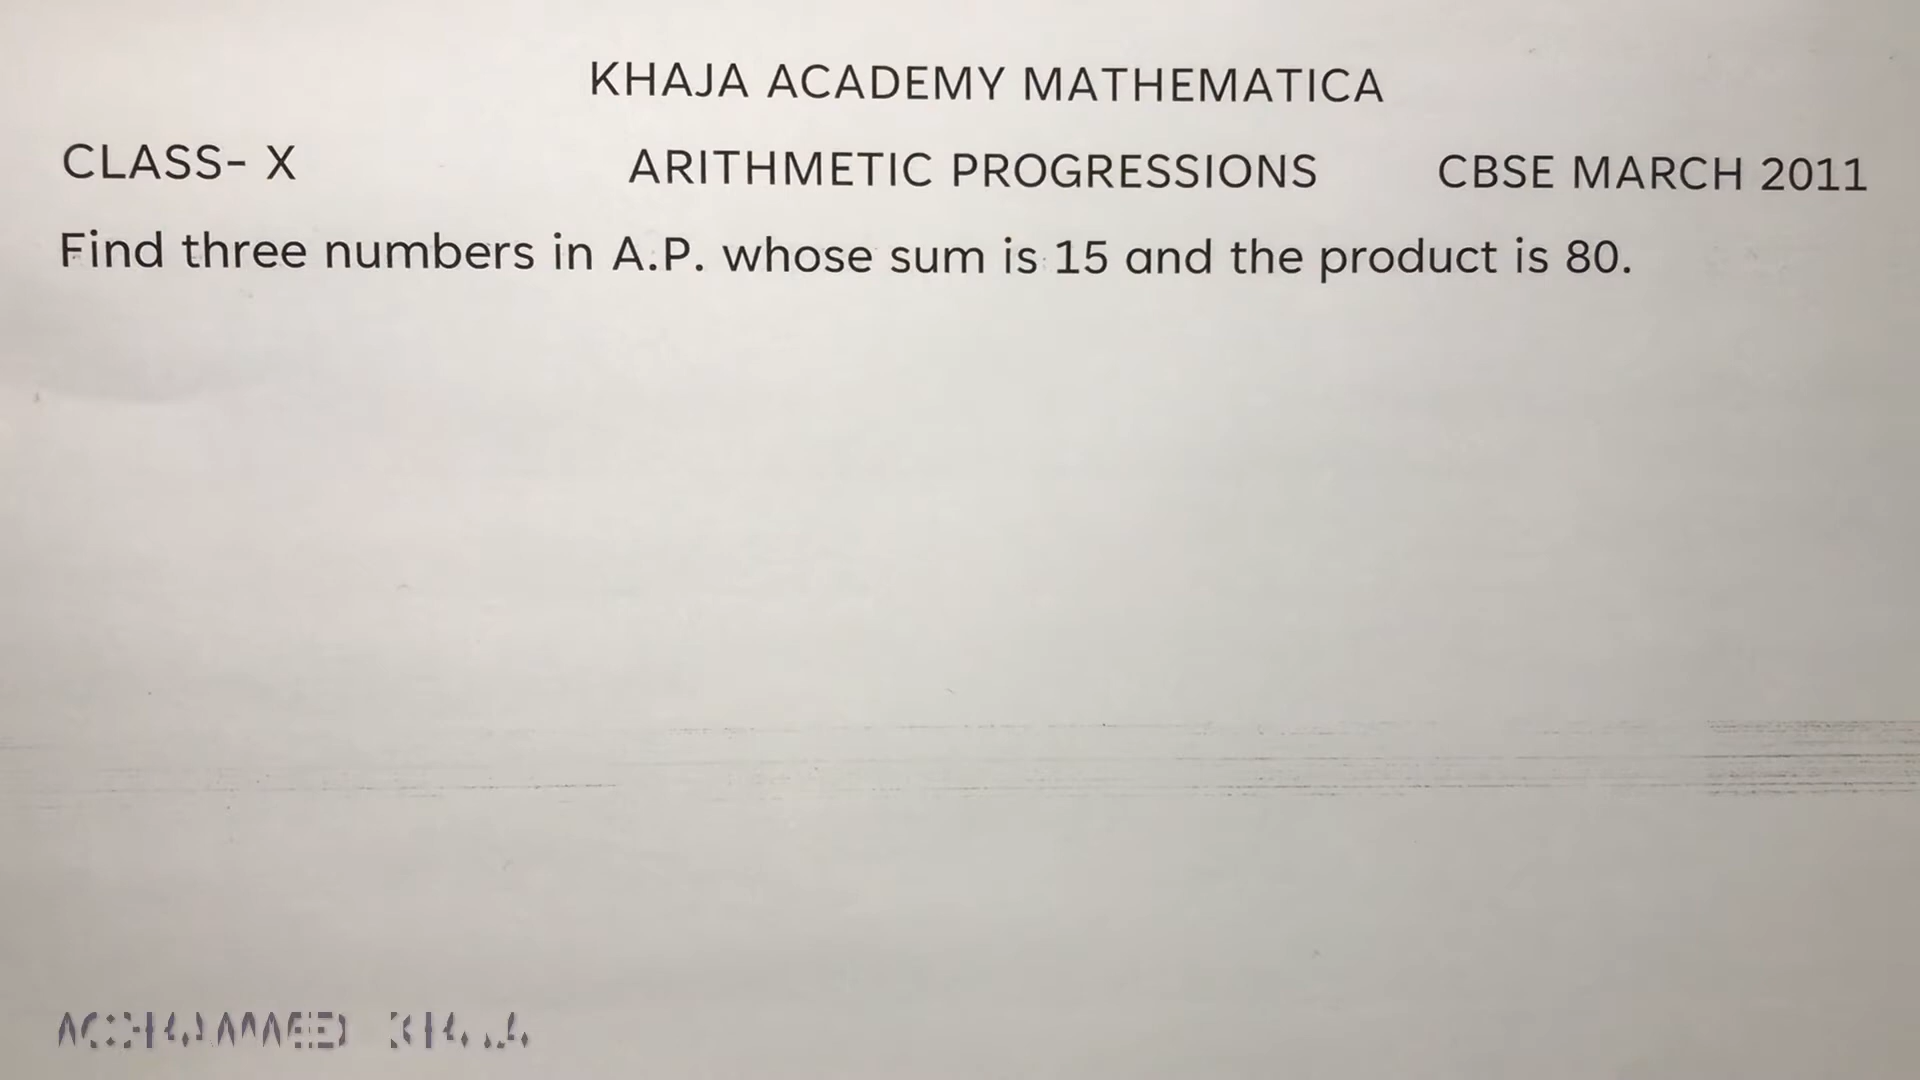 KHAJA ACADEMY MATHEMATICA
CLASS- X ARITHMETIC PROGRESSIONS CBSE MARCH 2011
Find three numbers in A.P. whose sum is 15 and the product is 80.